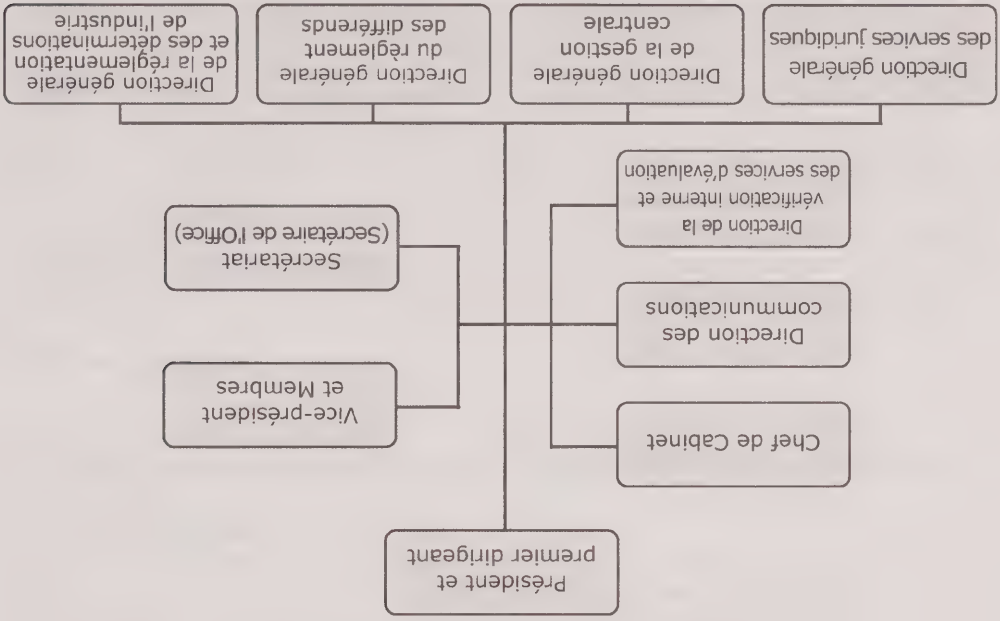 Président et
premier dirigeant
Chef de Cabinet
Vice-président
et Membres
Direction des
communications
Secrétariat
(Secrétaire de l'Office)
Direction de la
vérification interne et
des services d'évaluation
Direction générale
des services juridiques
Direction générale
de la gestion
centrale
Direction générale
du règlement
des différends
Direction générale
de la réglementation
et des déterminations
de l'industrie